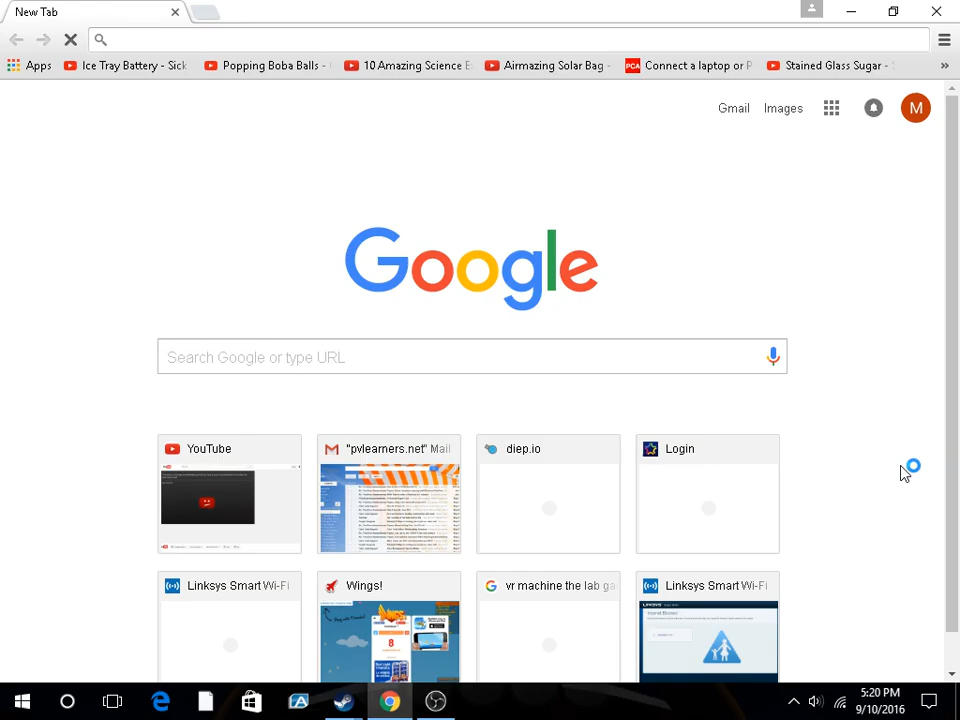 New Tab
Apps
Ice Tray Battery - Sick
Popping Boba Balls -
10 Amazing Science E
Airmazing Solar Bag -
PCA
Connect a laptop or P
Stained Glass Sugar -
»
Gmail
Images
M
Google
Search Google or type URL
YouTube
"pvlearners.net" Mail
diep.io
Login
Linksys Smart Wi-Fi
Wings!
vr machine the lab ga
Linksys Smart Wi-Fi
8
5:20 PM
9/10/2016